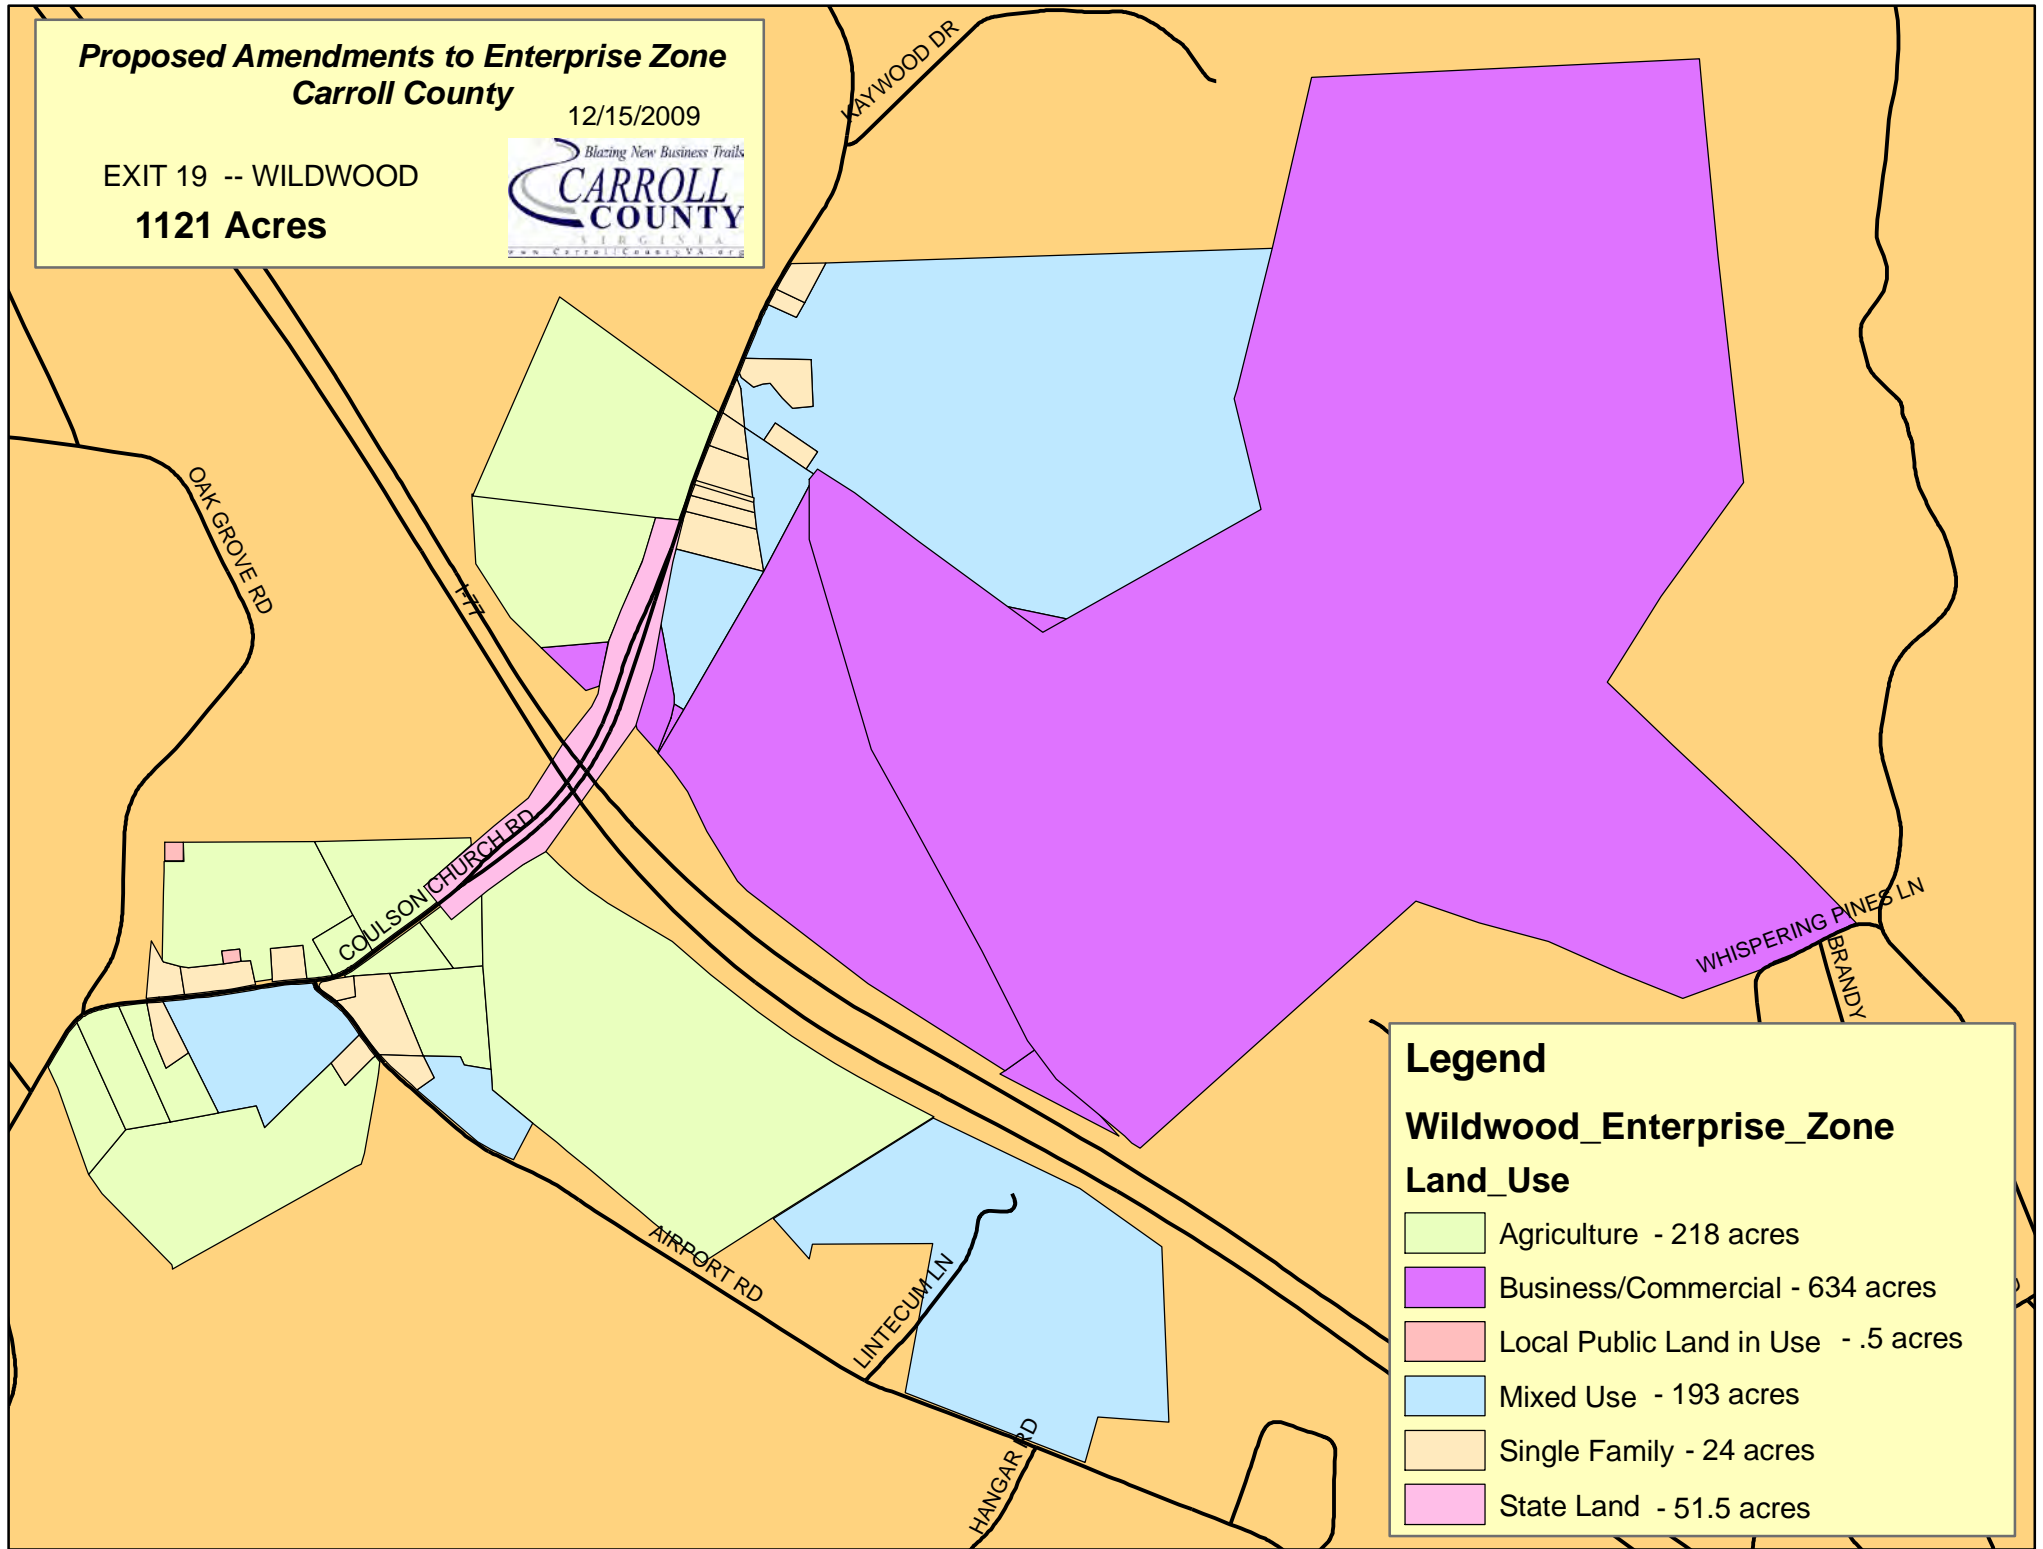 Proposed Amendments to Enterprise Zone
Carroll County
12/15/2009
EXIT 19 -- WILDWOOD
1121 Acres
Blazing New Business Trails
CARROLL
COUNTY
VIRGINIA
www.CarrollCountyVA.org
KAYWOOD DR
OAK GROVE RD
I-77
COULSON CHURCH RD
WHISPERING PINES LN
BRANDY
AIRPORT RD
LINTECUM LN
HANGAR RD
Legend
Wildwood_Enterprise_Zone
Land_Use
Agriculture - 218 acres
Business/Commercial - 634 acres
Local Public Land in Use - .5 acres
Mixed Use - 193 acres
Single Family - 24 acres
State Land - 51.5 acres